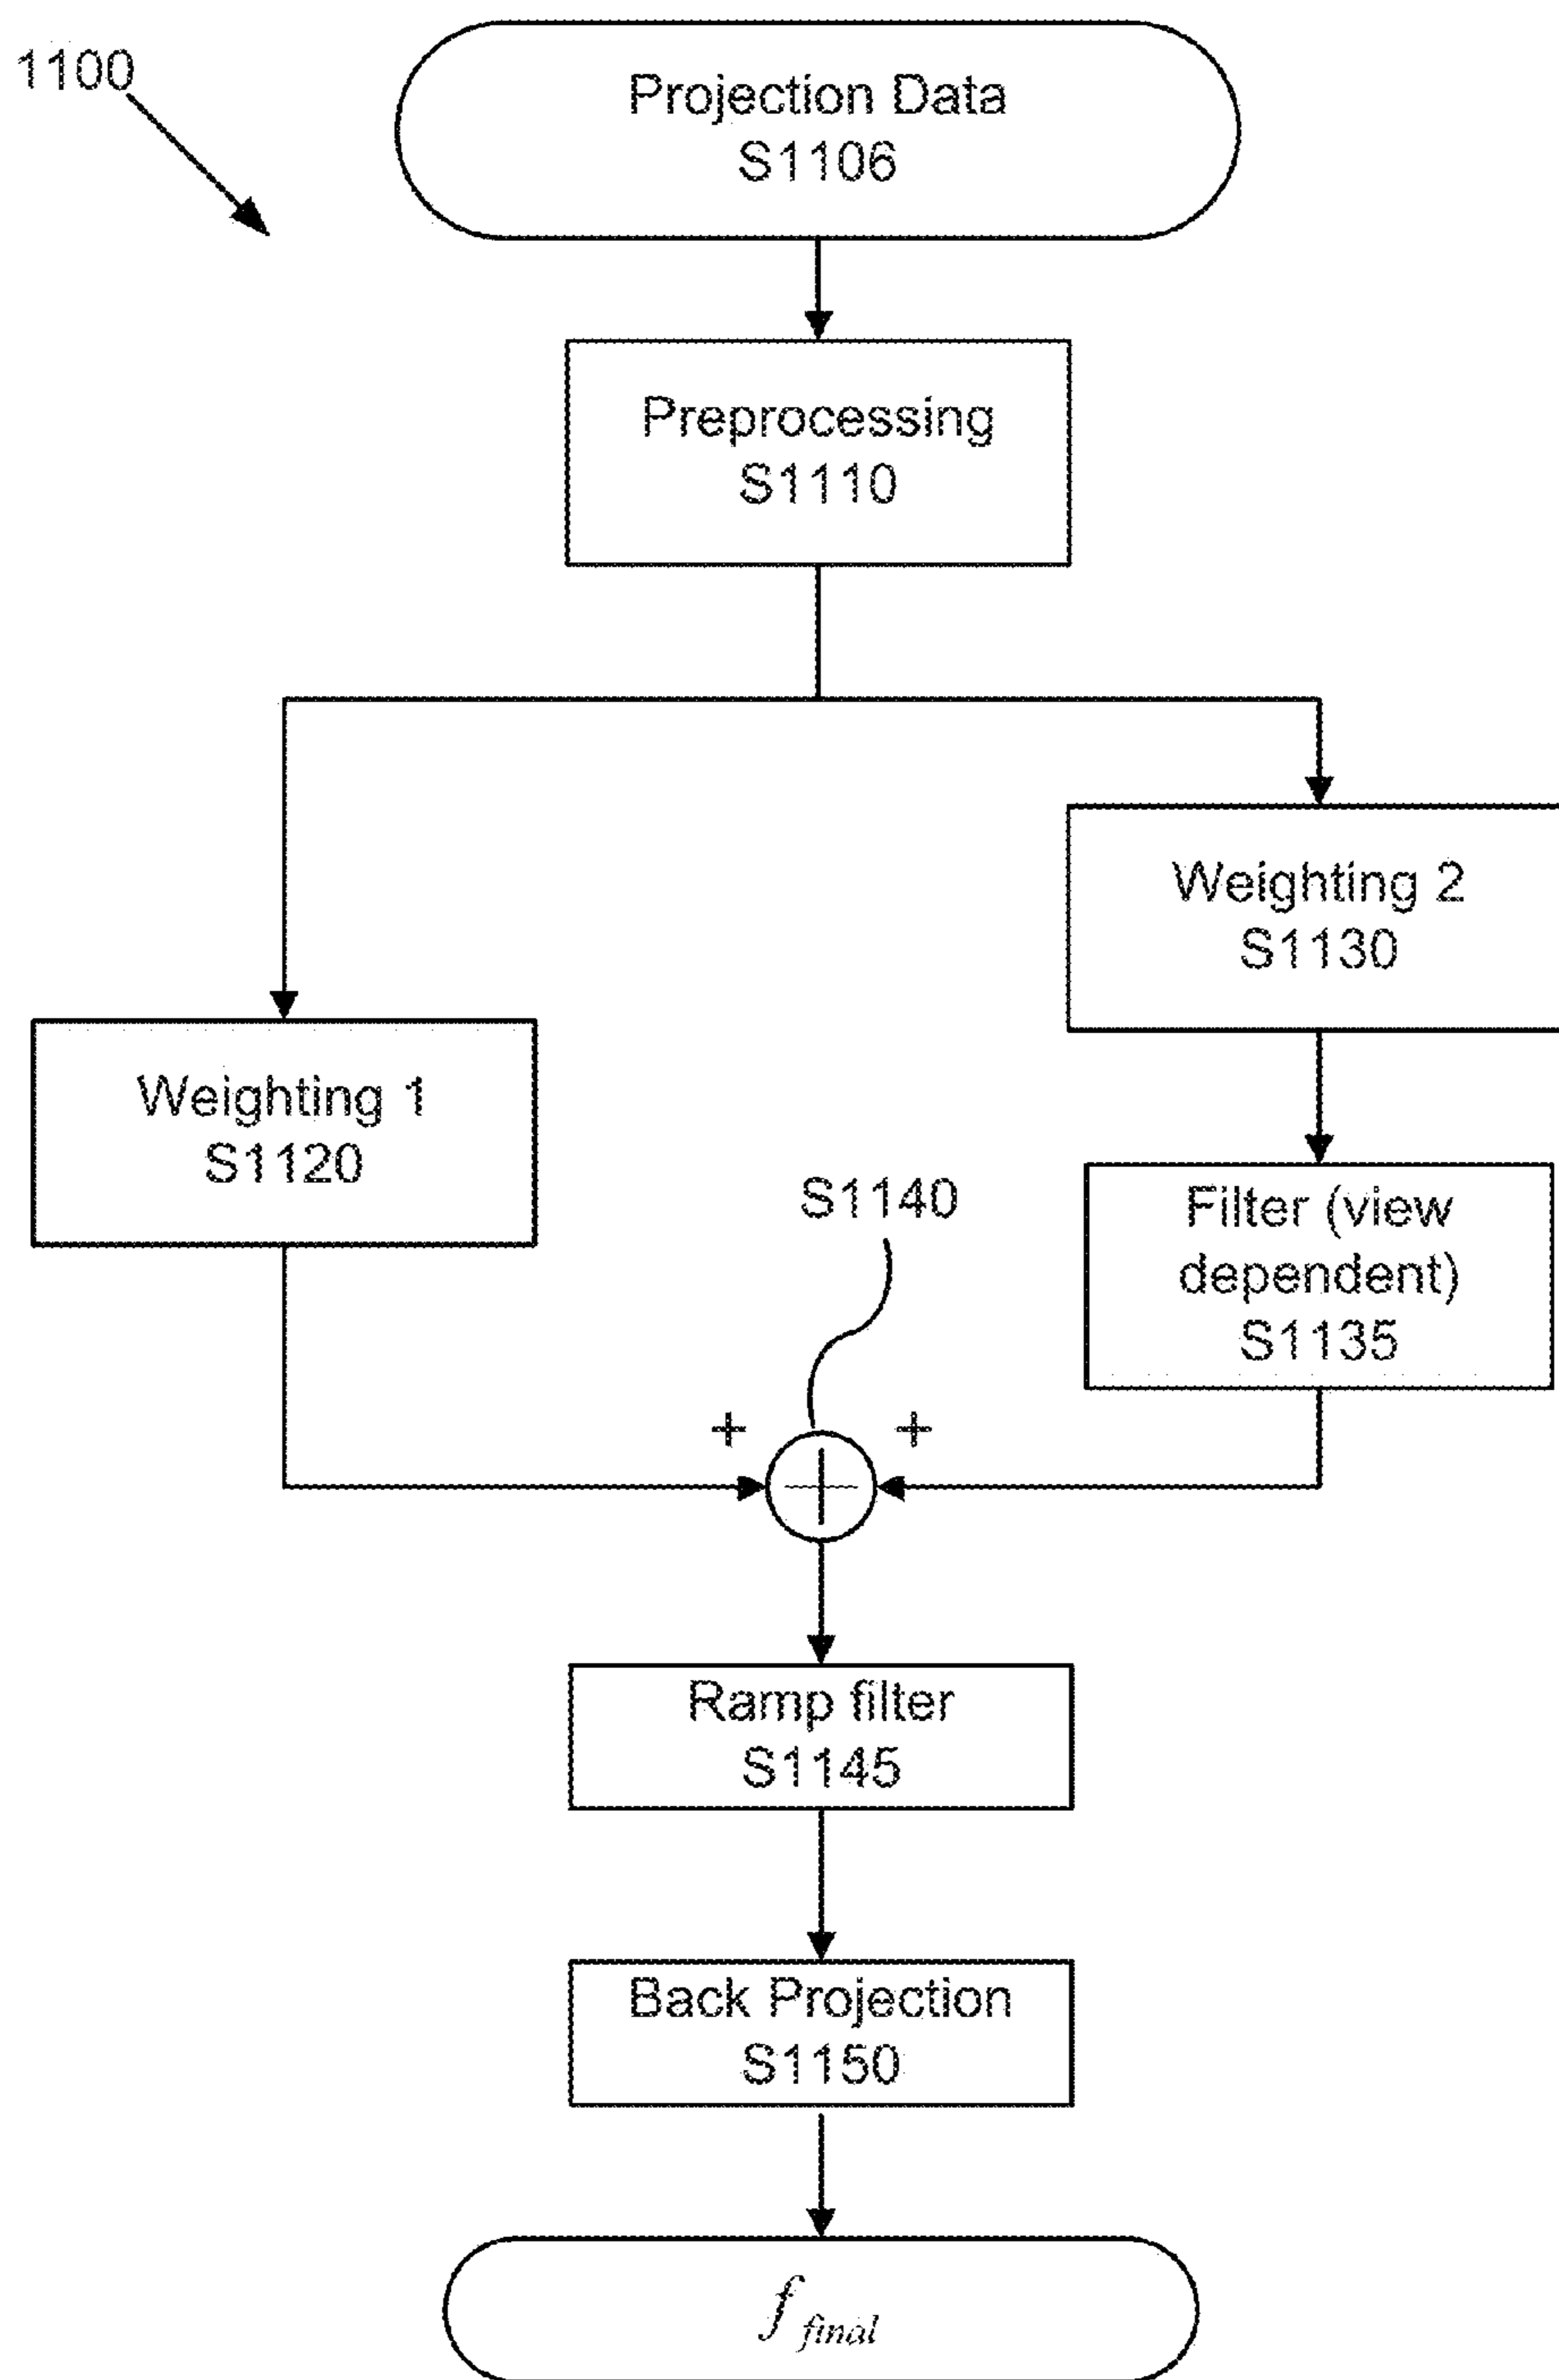 1100
Projection Data
S1106
Preprocessing
S1110
Weighting 2
S1130
Weighting 1
S1120
S1140
Filter (view
dependent)
S1135
+ +
Ramp filter
S1145
Back Projection
S1150
f final